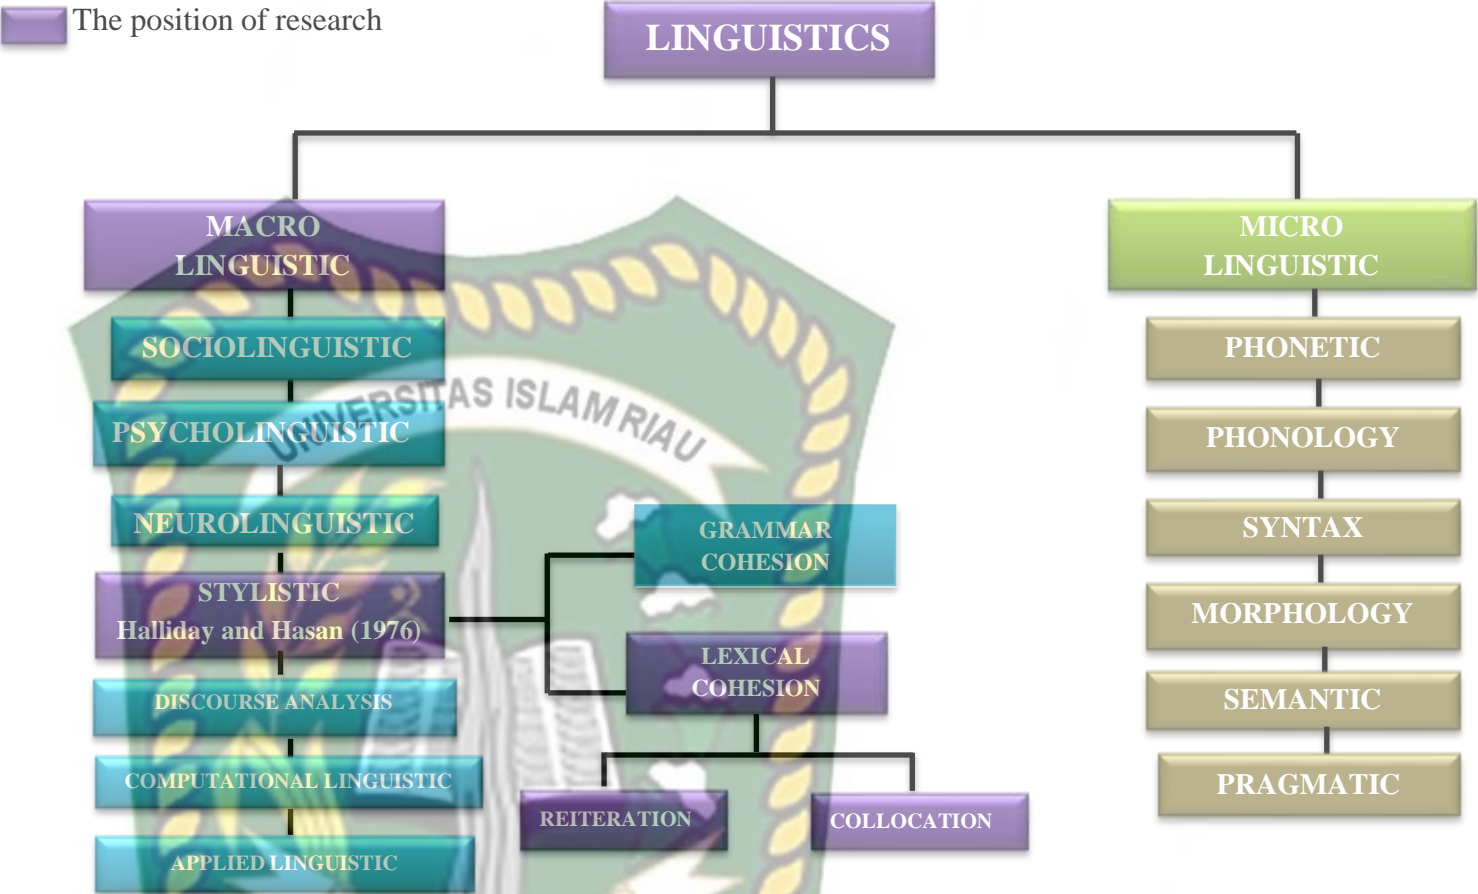 The position of research
LINGUISTICS
MACRO
LINGUISTIC
SOCIOLINGUISTIC
PSYCHOLINGUISTIC
NEUROLINGUISTIC
STYLISTIC
Halliday and Hasan (1976)
DISCOURSE ANALYSIS
COMPUTATIONAL LINGUISTIC
APPLIED LINGUISTIC
GRAMMAR
COHESION
LEXICAL
COHESION
REITERATION
COLLOCATION
MICRO
LINGUISTIC
PHONETIC
PHONOLOGY
SYNTAX
MORPHOLOGY
SEMANTIC
PRAGMATIC
UNIVERSITAS ISLAM RIAU